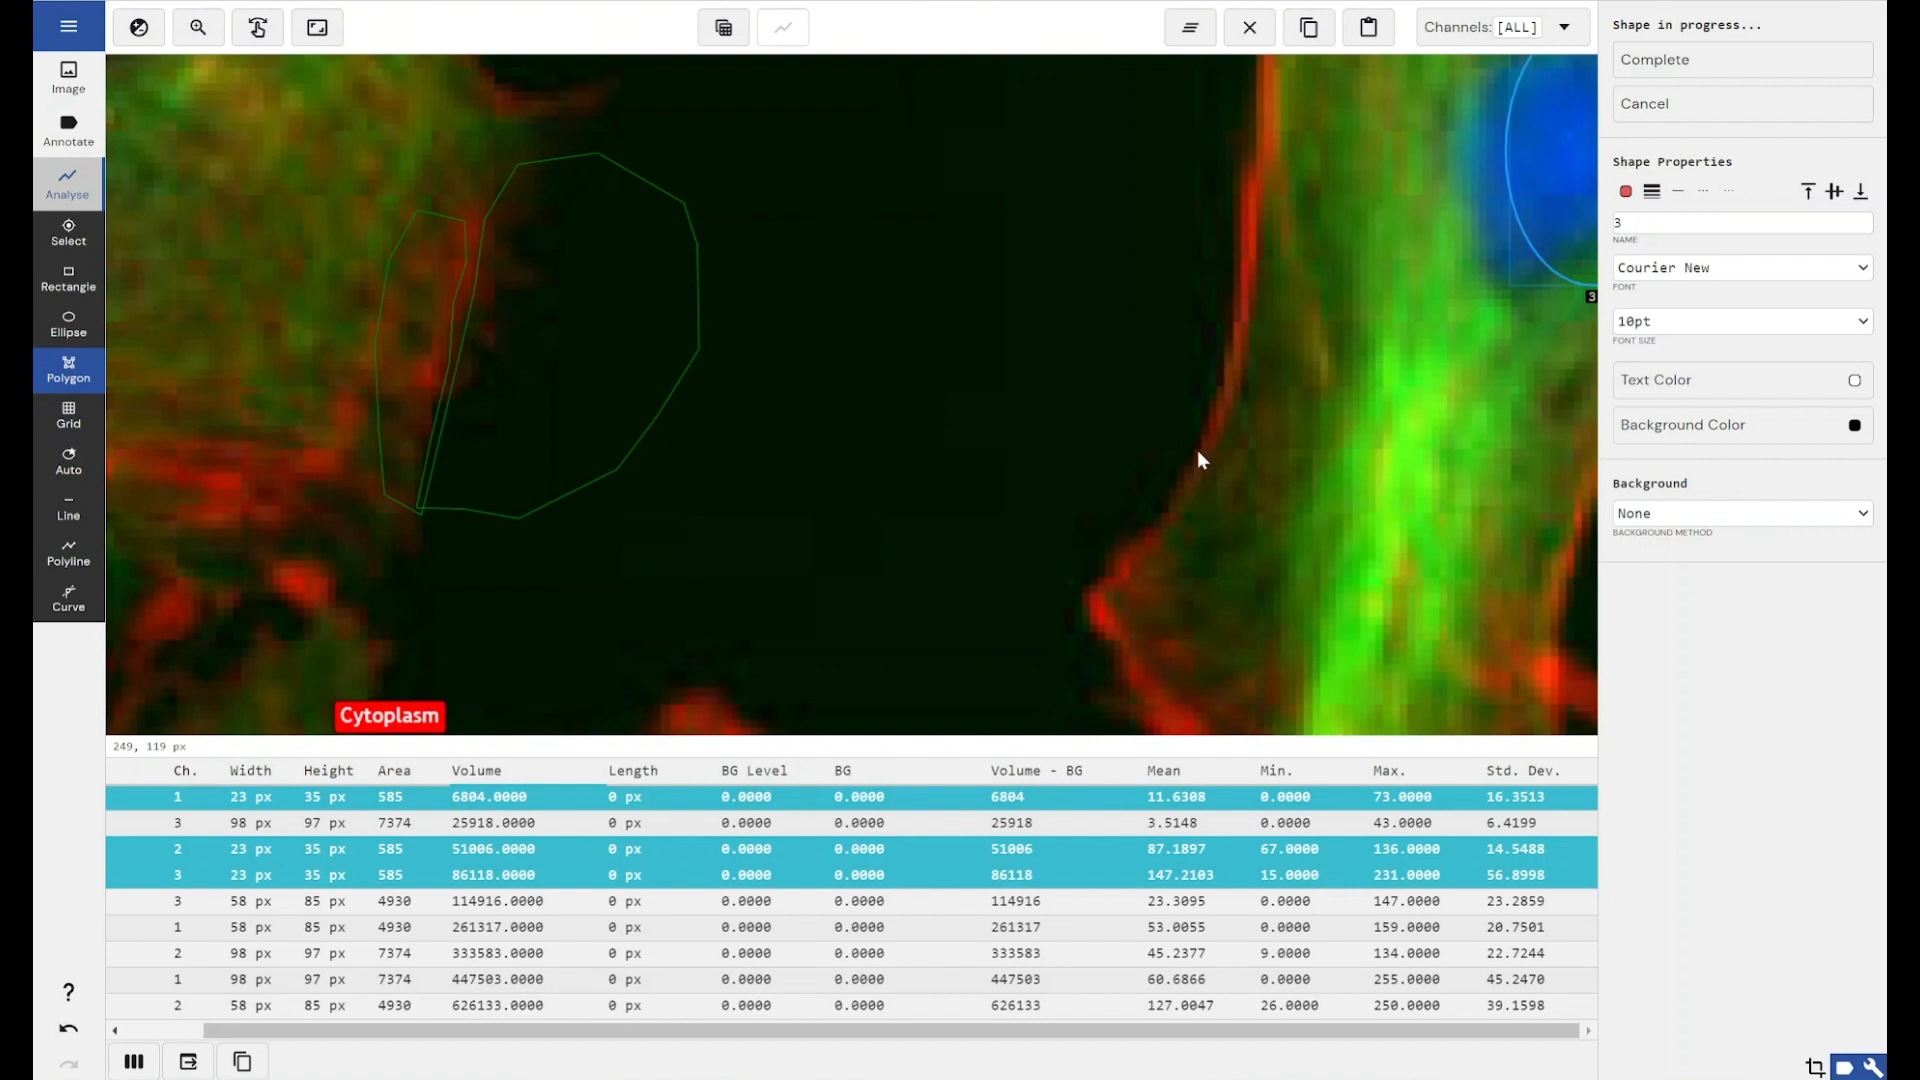 Channels: [ALL]
Shape in progress...
Complete
Cancel
Image
Annotate
Analyse
Select
Rectangle
Ellipse
Polygon
Grid
Auto
Line
Polyline
Curve
Shape Properties
3
NAME
Courier New
FONT
10pt
FONT SIZE
Text Color
Background Color
Background
None
BACKGROUND METHOD
3
Cytoplasm
249, 119 px
Ch. Width Height Area Volume Length BG Level BG Volume - BG Mean Min. Max. Std. Dev.
1 23 px 35 px 585 6804.0000 0 px 0.0000 0.0000 6804 11.6308 0.0000 73.0000 16.3513
3 98 px 97 px 7374 25918.0000 0 px 0.0000 0.0000 25918 3.5148 0.0000 43.0000 6.4199
2 23 px 35 px 585 51006.0000 0 px 0.0000 0.0000 51006 87.1897 67.0000 136.0000 14.5488
3 23 px 35 px 585 86118.0000 0 px 0.0000 0.0000 86118 147.2103 15.0000 231.0000 56.8998
3 58 px 85 px 4930 114916.0000 0 px 0.0000 0.0000 114916 23.3095 0.0000 147.0000 23.2859
1 58 px 85 px 4930 261317.0000 0 px 0.0000 0.0000 261317 53.0055 0.0000 159.0000 20.7501
2 98 px 97 px 7374 333583.0000 0 px 0.0000 0.0000 333583 45.2377 9.0000 134.0000 22.7244
1 98 px 97 px 7374 447503.0000 0 px 0.0000 0.0000 447503 60.6866 0.0000 255.0000 45.2470
2 58 px 85 px 4930 626133.0000 0 px 0.0000 0.0000 626133 127.0047 26.0000 250.0000 39.1598
?